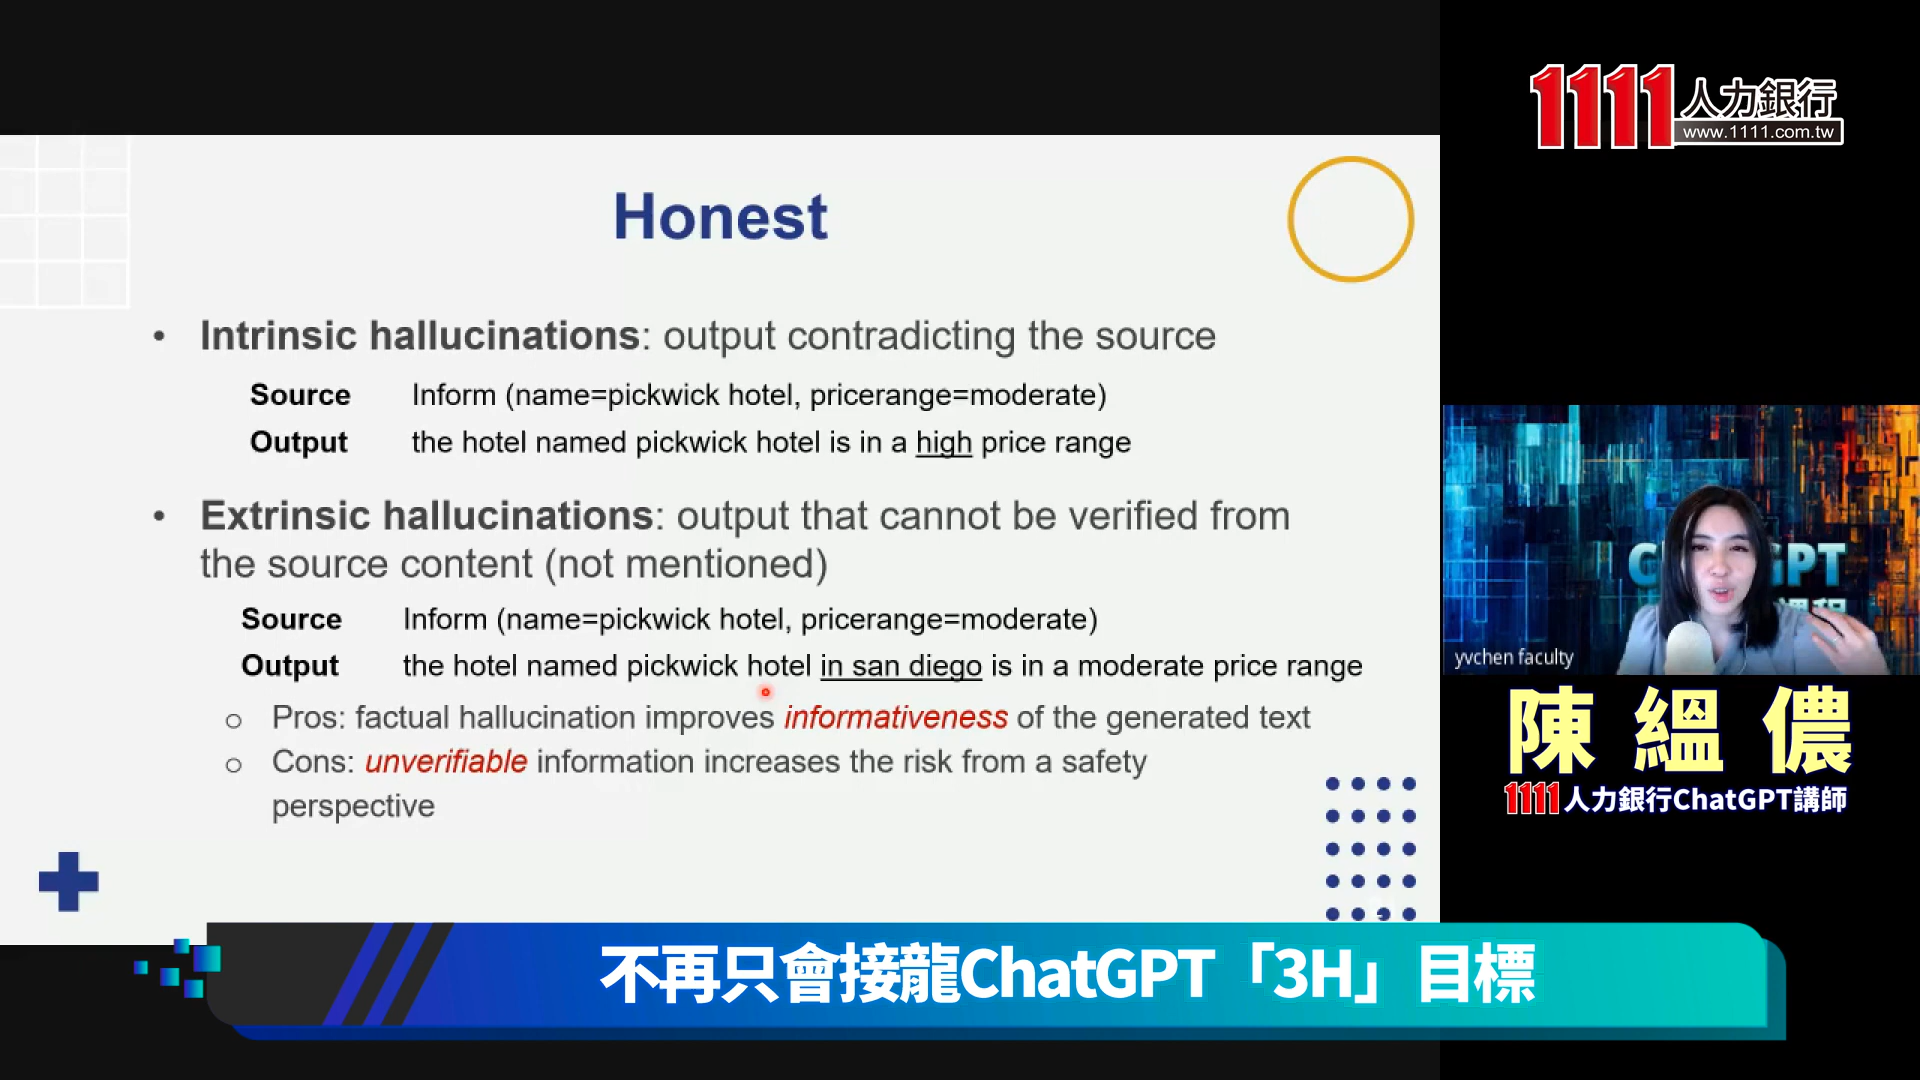 Honest
• Intrinsic hallucinations: output contradicting the source
Source Inform (name=pickwick hotel, pricerange=moderate)
Output the hotel named pickwick hotel is in a high price range
• Extrinsic hallucinations: output that cannot be verified from
the source content (not mentioned)
Source Inform (name=pickwick hotel, pricerange=moderate)
Output the hotel named pickwick hotel in san diego is in a moderate price range
o Pros: factual hallucination improves informativeness of the generated text
o Cons: unverifiable information increases the risk from a safety
perspective
1111人力銀行
www.1111.com.tw
yvchen faculty
陳縕儂
1111人力銀行ChatGPT講師
不再只會接龍ChatGPT「3H」目標